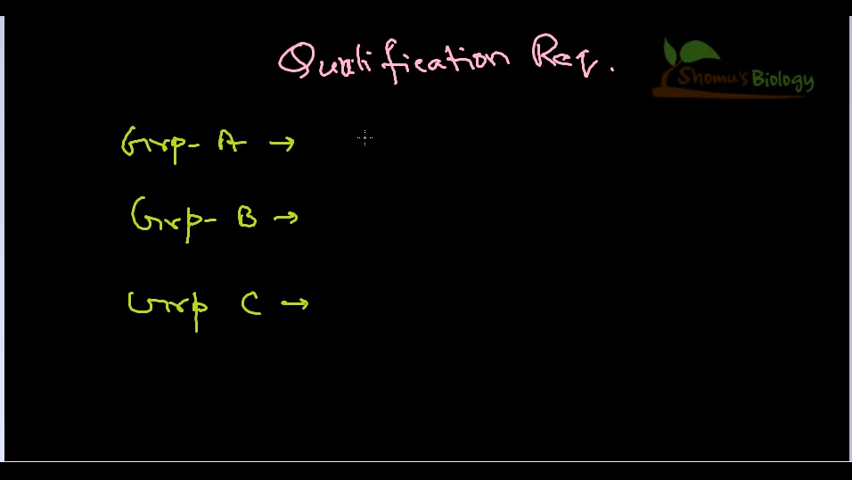 Qualification Req.
Shomu's Biology
Grp- A →
Grp- B →
Grp C →